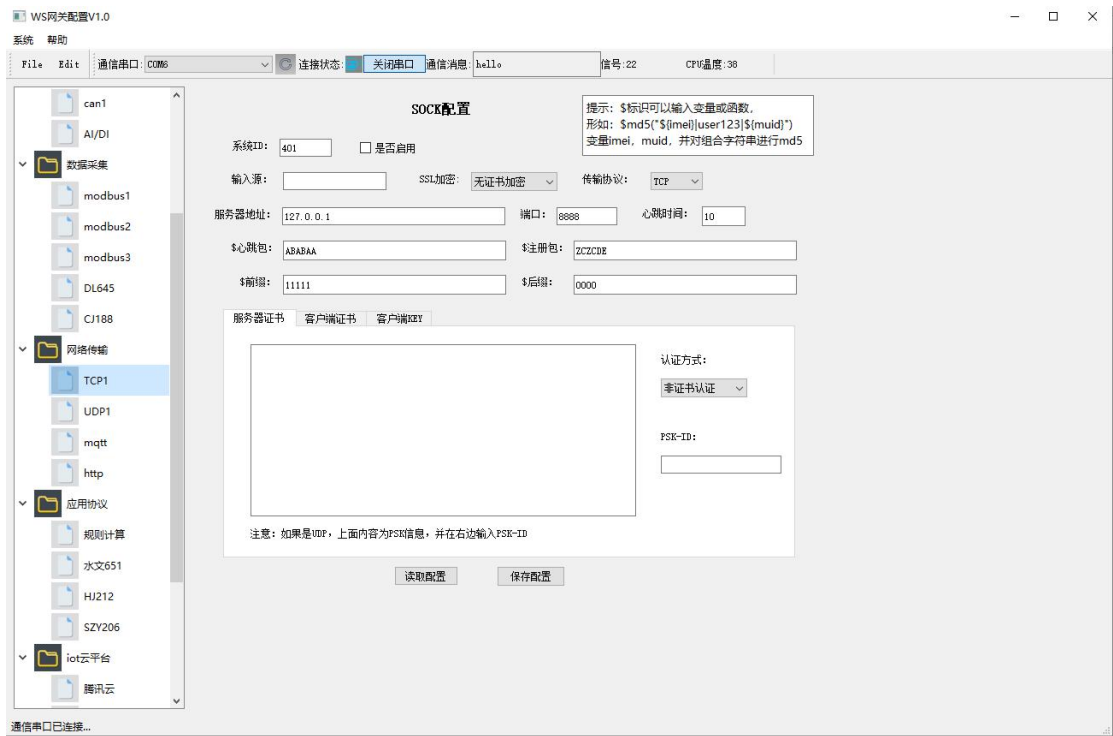 WS网关配置V1.0
系统 帮助
File Edit 通信串口: COM6 连接状态: 关闭串口 通信消息: hello 信号:22 CPU温度:38
can1
AI/DI
数据采集
modbus1
modbus2
modbus3
DL645
CJ188
网络传输
TCP1
UDP1
mqtt
http
应用协议
规则计算
水文651
HJ212
SZY206
iot云平台
腾讯云
SOCK配置
提示：$标识可以输入变量或函数，
形如：$md5("${imei}|user123|${muid}")
变量imei，muid，并对组合字符串进行md5
系统ID: 401 是否启用
输入源: SSL加密: 无证书加密 传输协议: TCP
服务器地址: 127.0.0.1 端口: 8888 心跳时间: 10
$心跳包: ABABAA $注册包: ZCZCDE
$前缀: 11111 $后缀: 0000
服务器证书 客户端证书 客户端KEY
认证方式:
非证书认证
PSK-ID:
注意：如果是UDP，上面内容为PSK信息，并在右边输入PSK-ID
读取配置 保存配置
通信串口已连接...